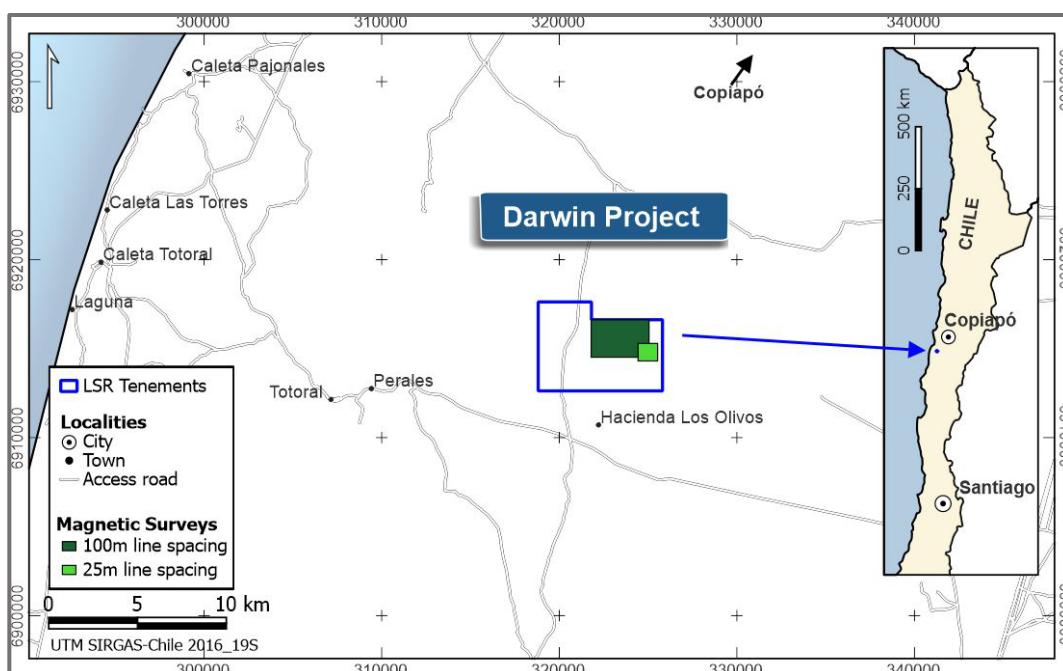 300000
310000
320000
330000
340000
6930000
6920000
6910000
6900000
Caleta Pajonales
Copiapó
Caleta Las Torres
Caleta Totoral
Laguna
Darwin Project
Totoral
Perales
Hacienda Los Olivos
LSR Tenements
Localities
City
Town
Access road
Magnetic Surveys
100m line spacing
25m line spacing
0 5 10 km
UTM SIRGAS-Chile 2016_19S
0 250 500 km
CHILE
Copiapó
Santiago
300000
310000
320000
330000
340000